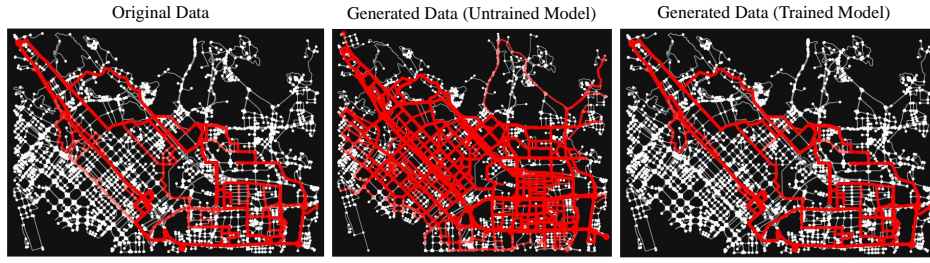 Original Data
Generated Data (Untrained Model)
Generated Data (Trained Model)